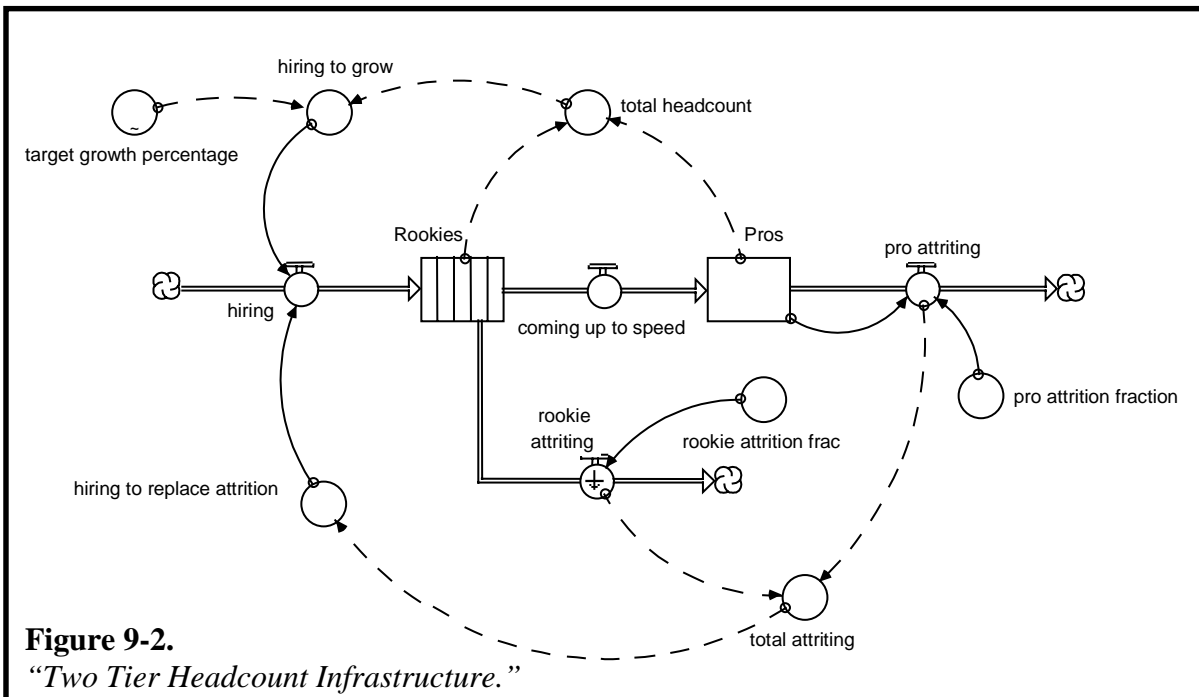 hiring to grow
total headcount
~
target growth percentage
Rookies
Pros
pro attriting
hiring
coming up to speed
pro attrition fraction
rookie
attriting
rookie attrition frac
hiring to replace attrition
total attriting
Figure 9-2.
“Two Tier Headcount Infrastructure.”